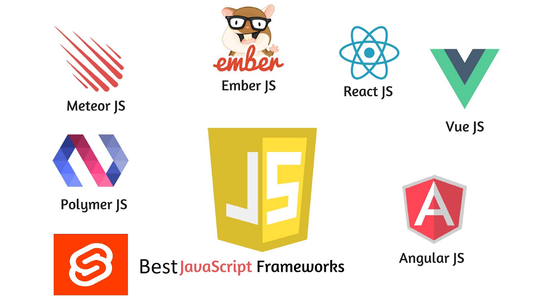 ember
Ember JS
React JS
Meteor JS
Vue JS
Polymer JS
JS
A
Angular JS
Best JavaScript Frameworks